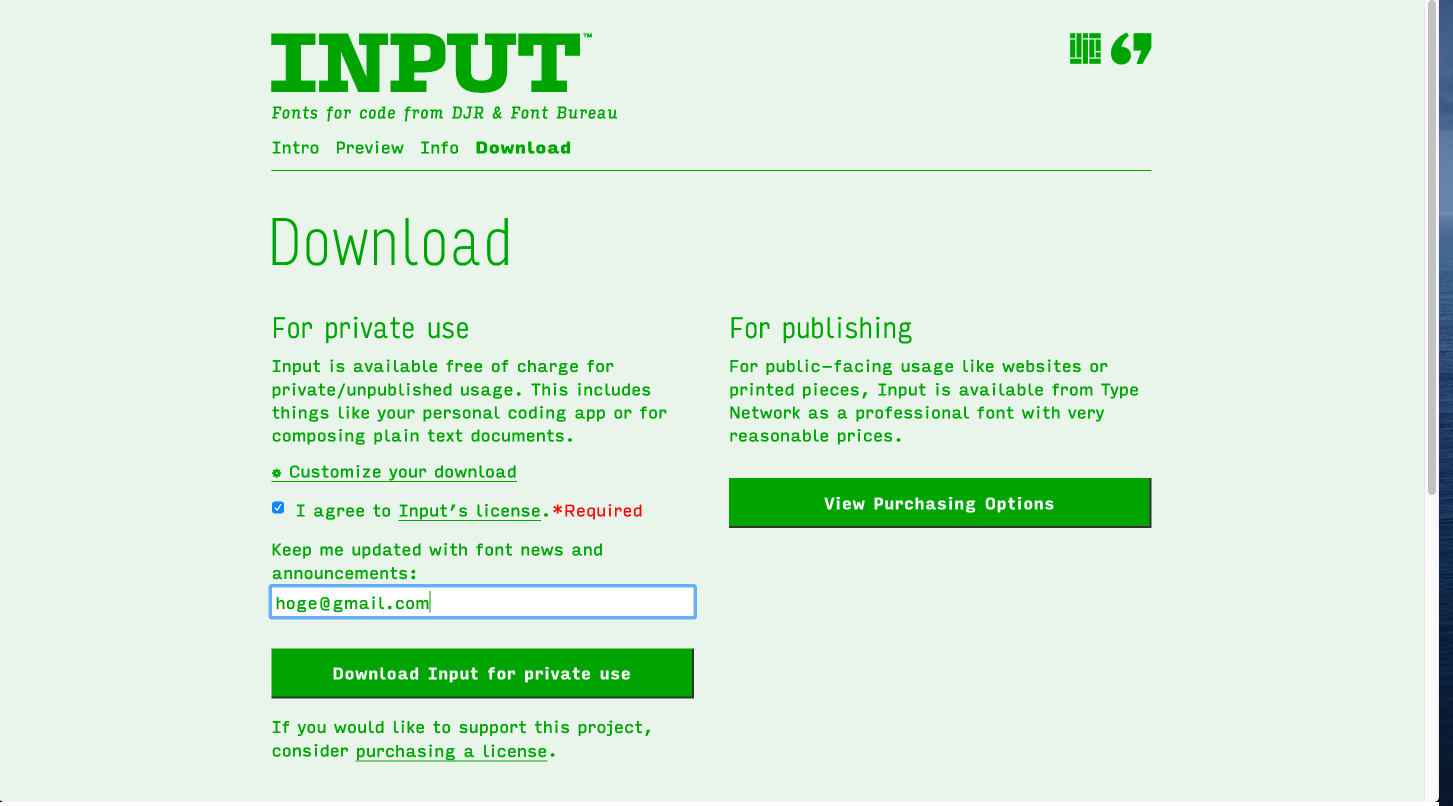 INPUT™
Fonts for code from DJR & Font Bureau
Intro Preview Info Download
Download
For private use
Input is available free of charge for
private/unpublished usage. This includes
things like your personal coding app or for
composing plain text documents.
Customize your download
I agree to Input’s license.*Required
Keep me updated with font news and
announcements:
hoge@gmail.com
Download Input for private use
If you would like to support this project,
consider purchasing a license.
For publishing
For public–facing usage like websites or
printed pieces, Input is available from Type
Network as a professional font with very
reasonable prices.
View Purchasing Options